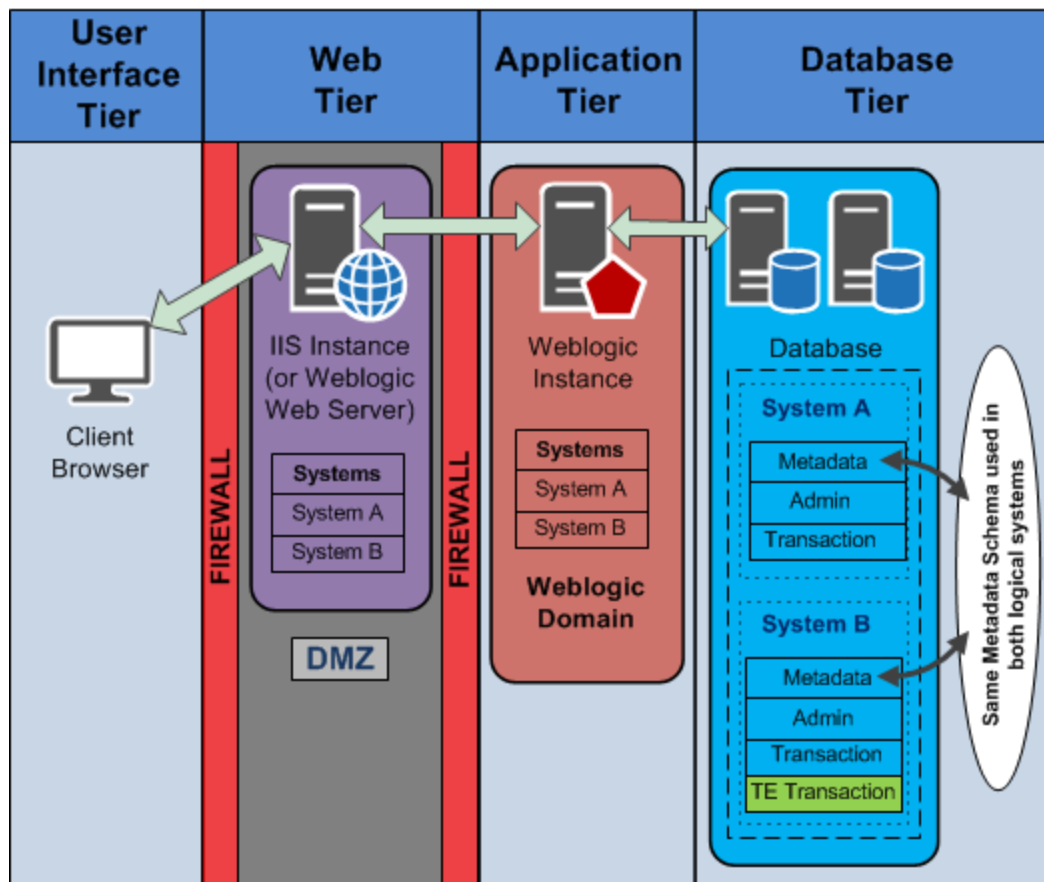 User
Interface
Tier
Web
Tier
Application
Tier
Database
Tier
Client
Browser
FIREWALL
IIS Instance
(or Weblogic
Web Server)
Systems
System A
System B
DMZ
FIREWALL
Weblogic
Instance
Systems
System A
System B
Weblogic
Domain
Database
System A
Metadata
Admin
Transaction
System B
Metadata
Admin
Transaction
TE Transaction
Same Metadata Schema used in
both logical systems